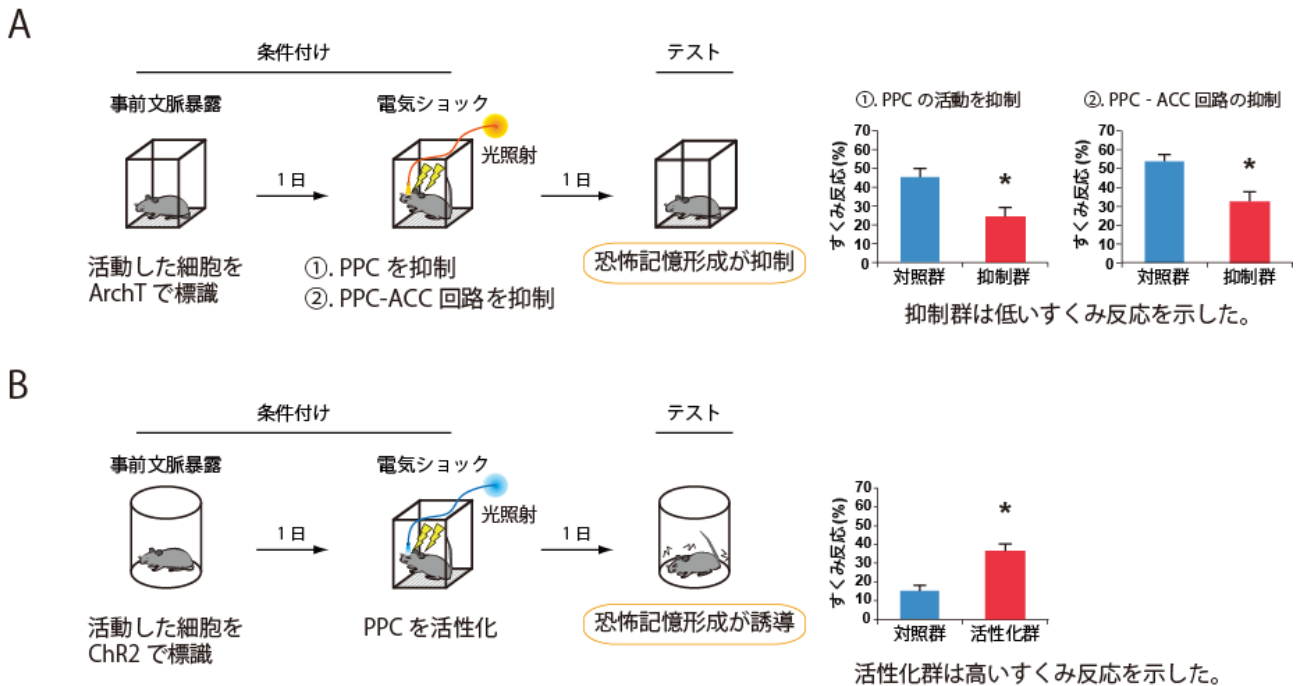 A
条件付け
テスト
事前文脈暴露
電気ショック
光照射
1日
1日
活動した細胞を
ArchT で標識
①. PPC を抑制
②. PPC-ACC 回路を抑制
恐怖記憶形成が抑制
①. PPC の活動を抑制
すくみ反応(%)
70
60
50
40
30
20
10
0
*
対照群
抑制群
②. PPC - ACC 回路の抑制
すくみ反応(%)
70
60
50
40
30
20
10
0
*
対照群
抑制群
抑制群は低いすくみ反応を示した。
B
条件付け
テスト
事前文脈暴露
電気ショック
光照射
1日
1日
活動した細胞を
ChR2 で標識
PPC を活性化
恐怖記憶形成が誘導
すくみ反応(%)
70
60
50
40
30
20
10
0
*
対照群
活性化群
活性化群は高いすくみ反応を示した。